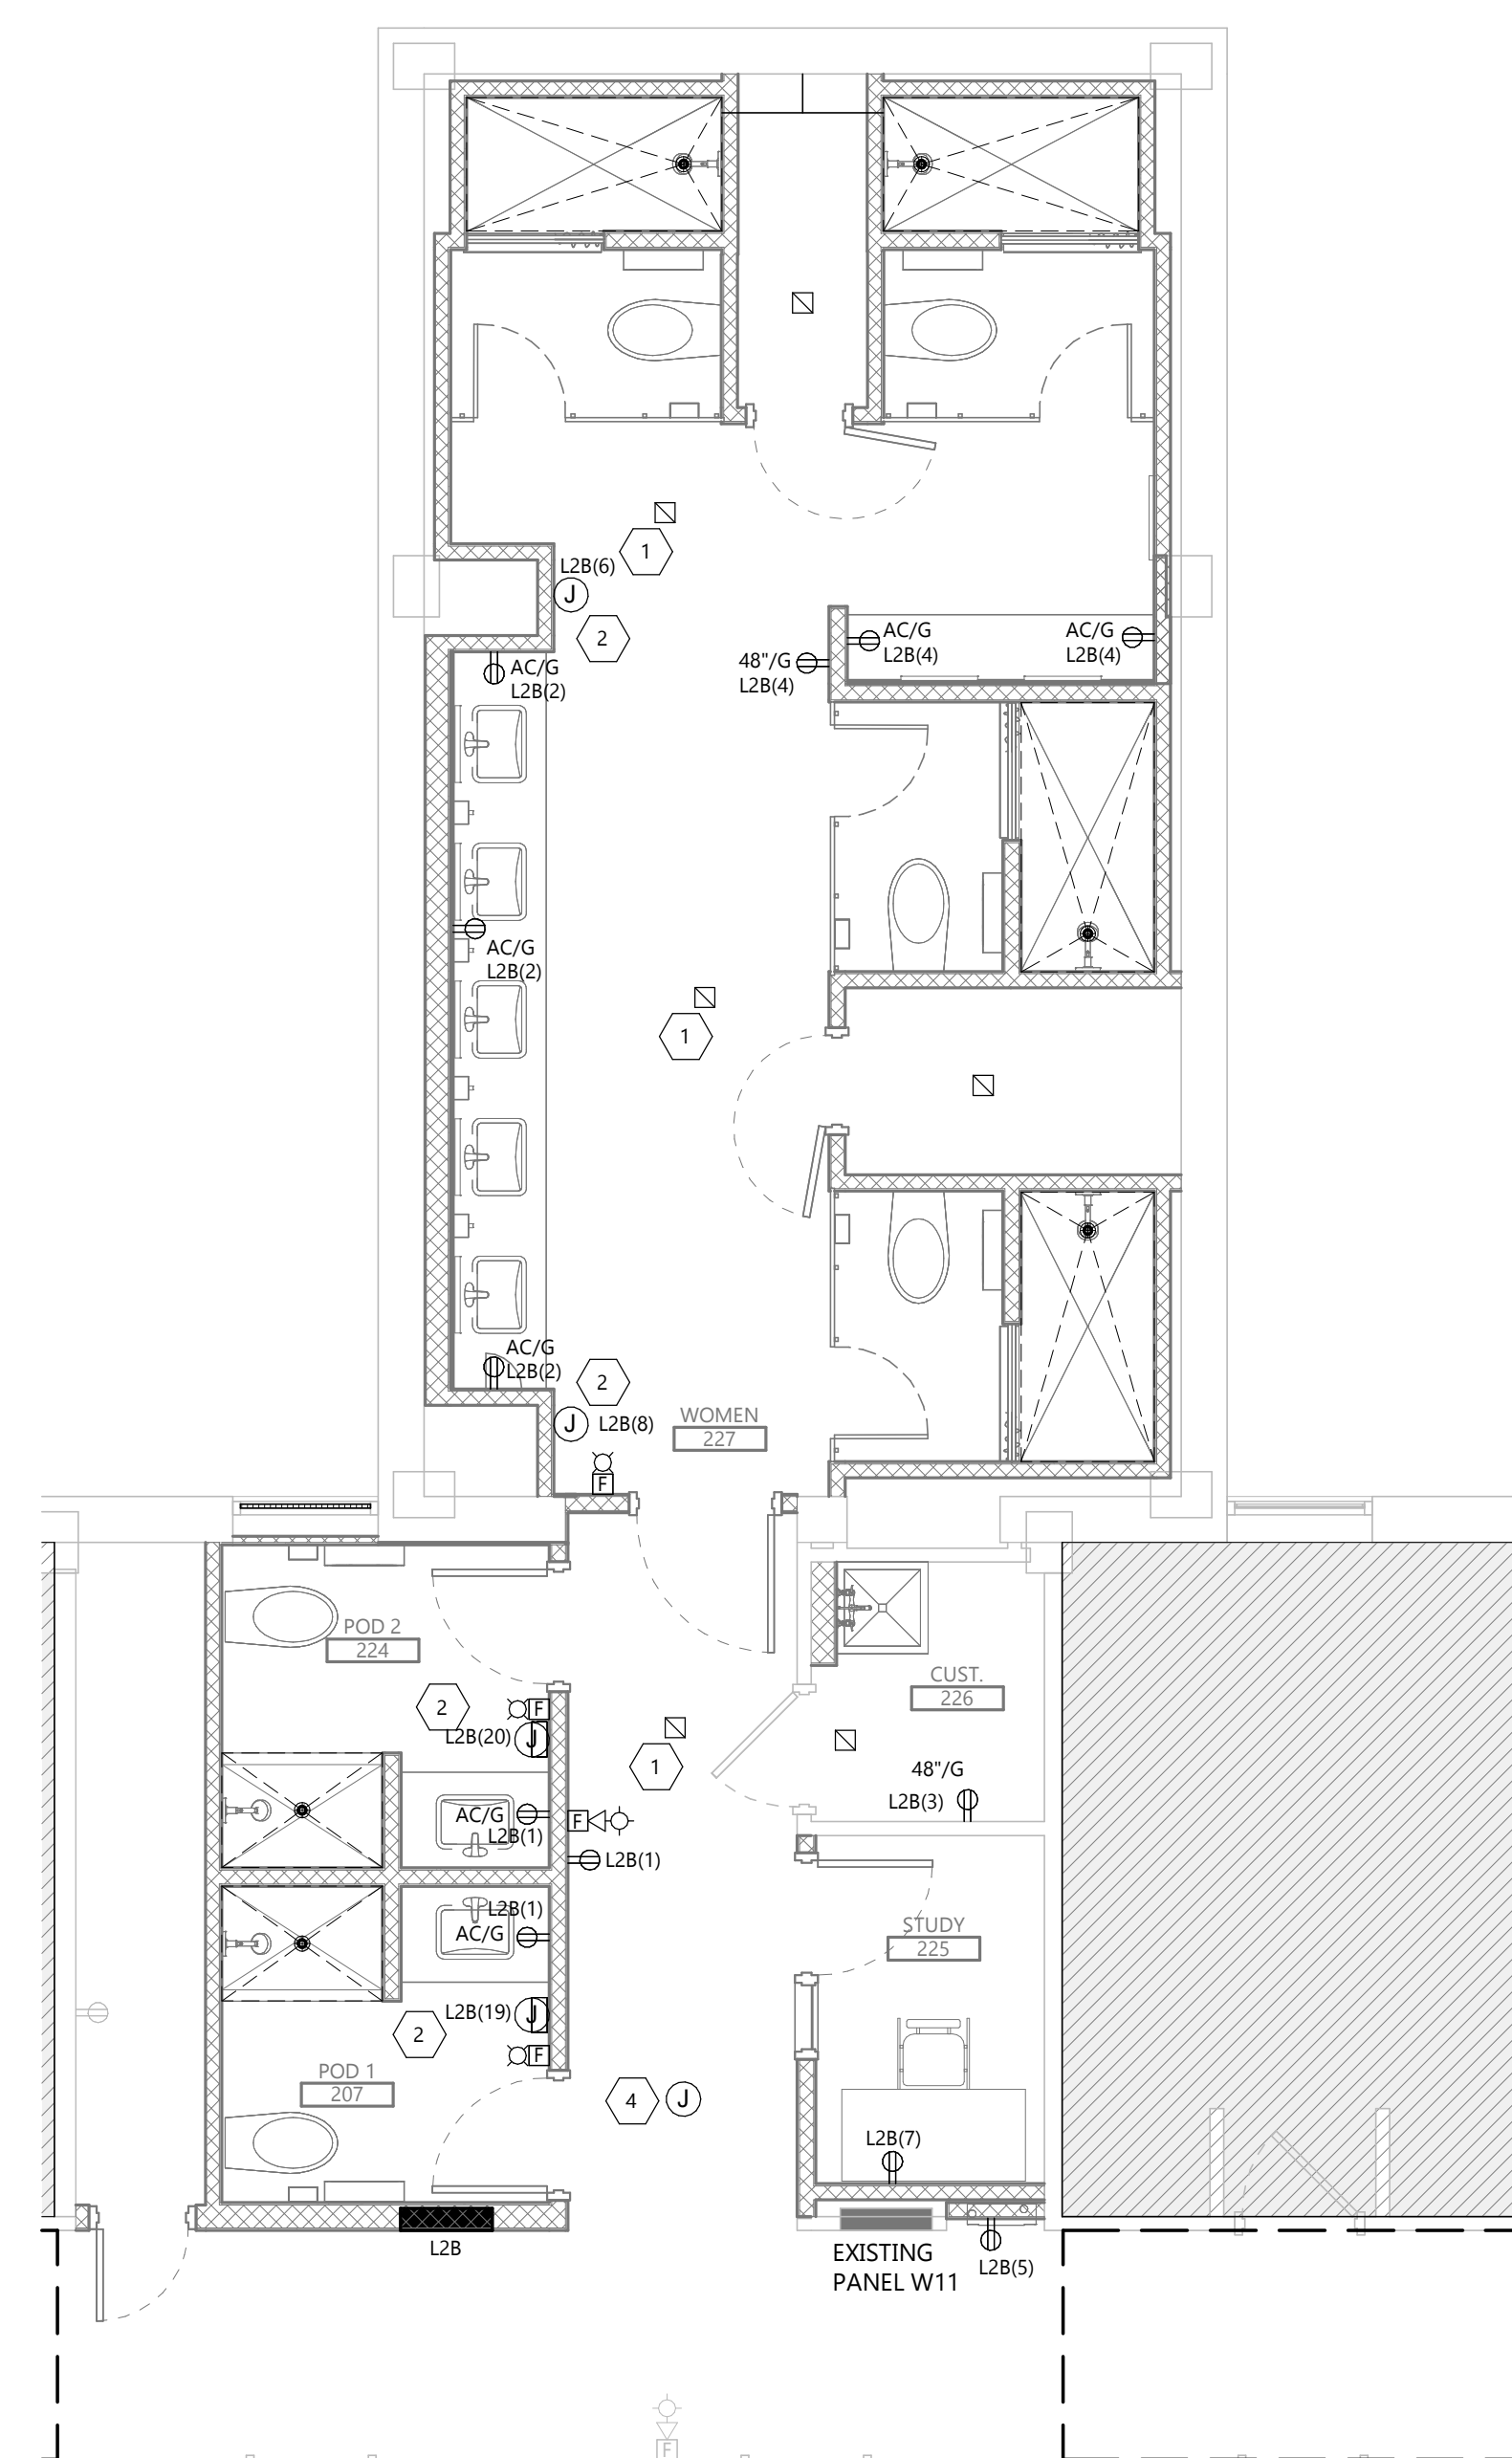 1
L2B(6)
J
2
AC/G
L2B(4)
AC/G
L2B(4)
48"/G
L2B(4)
AC/G
L2B(2)
AC/G
L2B(2)
1
AC/G
L2B(2)
2
J
L2B(8)
WOMEN
227
F
POD 2
224
CUST.
226
2
F
L2B(20)
J
1
48"/G
L2B(3)
AC/G
L2B(1)
F
L2B(1)
L2B(1)
AC/G
STUDY
225
L2B(19)
J
2
F
POD 1
207
4
J
L2B(7)
L2B
EXISTING
PANEL W11
L2B(5)
F